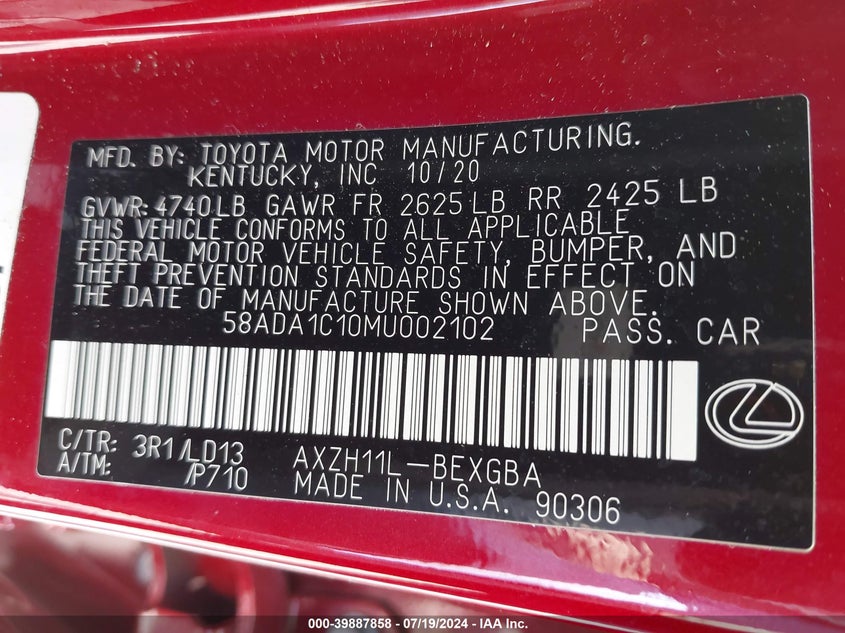 MFD. BY: TOYOTA MOTOR MANUFACTURING.
KENTUCKY, INC 10/20
GVWR: 4740LB GAWR FR 2625LB RR 2425 LB
THIS VEHICLE CONFORMS TO ALL APPLICABLE
FEDERAL MOTOR VEHICLE SAFETY, BUMPER, AND
THEFT PREVENTION STANDARDS IN EFFECT ON
THE DATE OF MANUFACTURE SHOWN ABOVE.
58ADA1C10MU002102 PASS. CAR
C/TR: 3R1/LD13 AXZH11L-BEXGBA
A/TM: /P710 MADE IN U.S.A. 90306
000-39887858 - 07/19/2024 - IAA Inc.